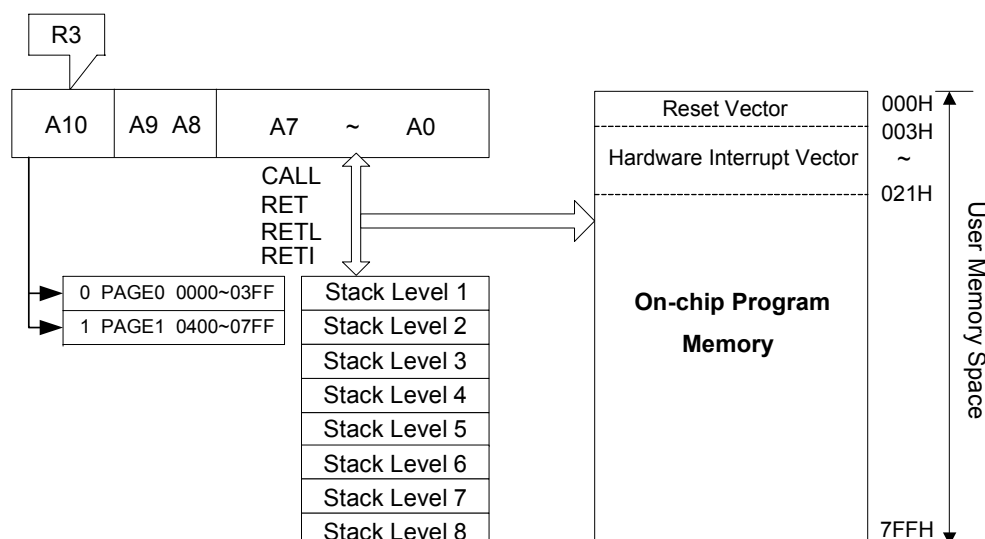 R3
A10 A9 A8 A7 ~ A0
CALL
RET
RETL
RETI
0 PAGE0 0000~03FF
1 PAGE1 0400~07FF
Stack Level 1
Stack Level 2
Stack Level 3
Stack Level 4
Stack Level 5
Stack Level 6
Stack Level 7
Stack Level 8
Reset Vector
Hardware Interrupt Vector
On-chip Program
Memory
000H
003H
~
021H
7FFH
User Memory Space